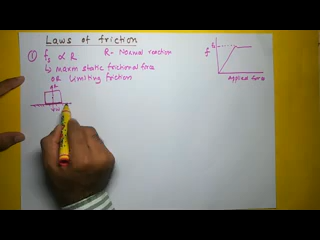 Laws of friction
① fs ∝ R R - Normal reaction
↳ maxm static frictional force
OR Limiting friction
R
W
fs
f
Applied force